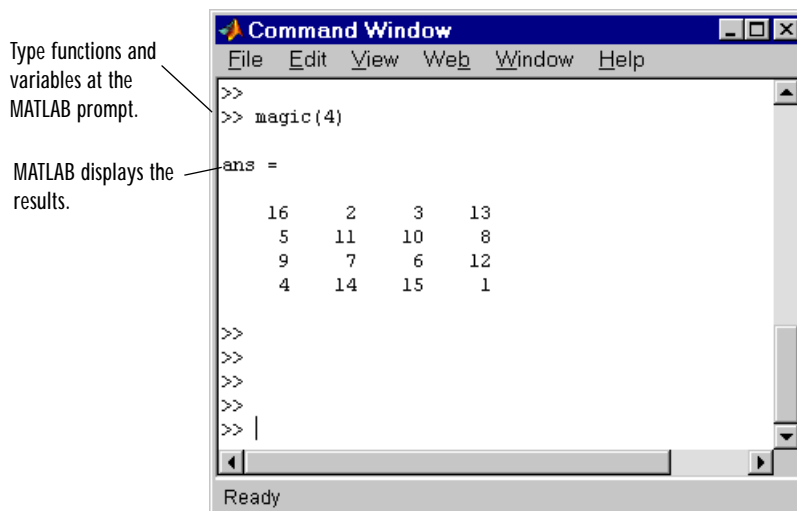 Type functions and
variables at the
MATLAB prompt.
MATLAB displays the
results.
Command Window
File Edit View Web Window Help
>>
>> magic(4)
ans =
16 2 3 13
5 11 10 8
9 7 6 12
4 14 15 1
>>
>>
>>
>>
>>
Ready